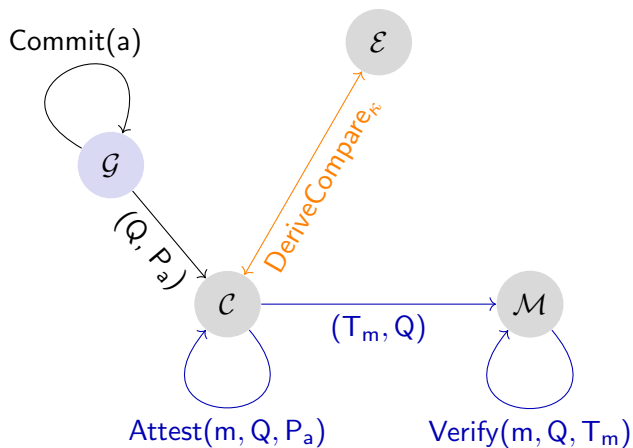 Commit(a)
ℰ
𝒢
DeriveCompare_κ
(Q, P_a)
𝒞
(T_m, Q)
ℳ
Attest(m, Q, P_a)
Verify(m, Q, T_m)